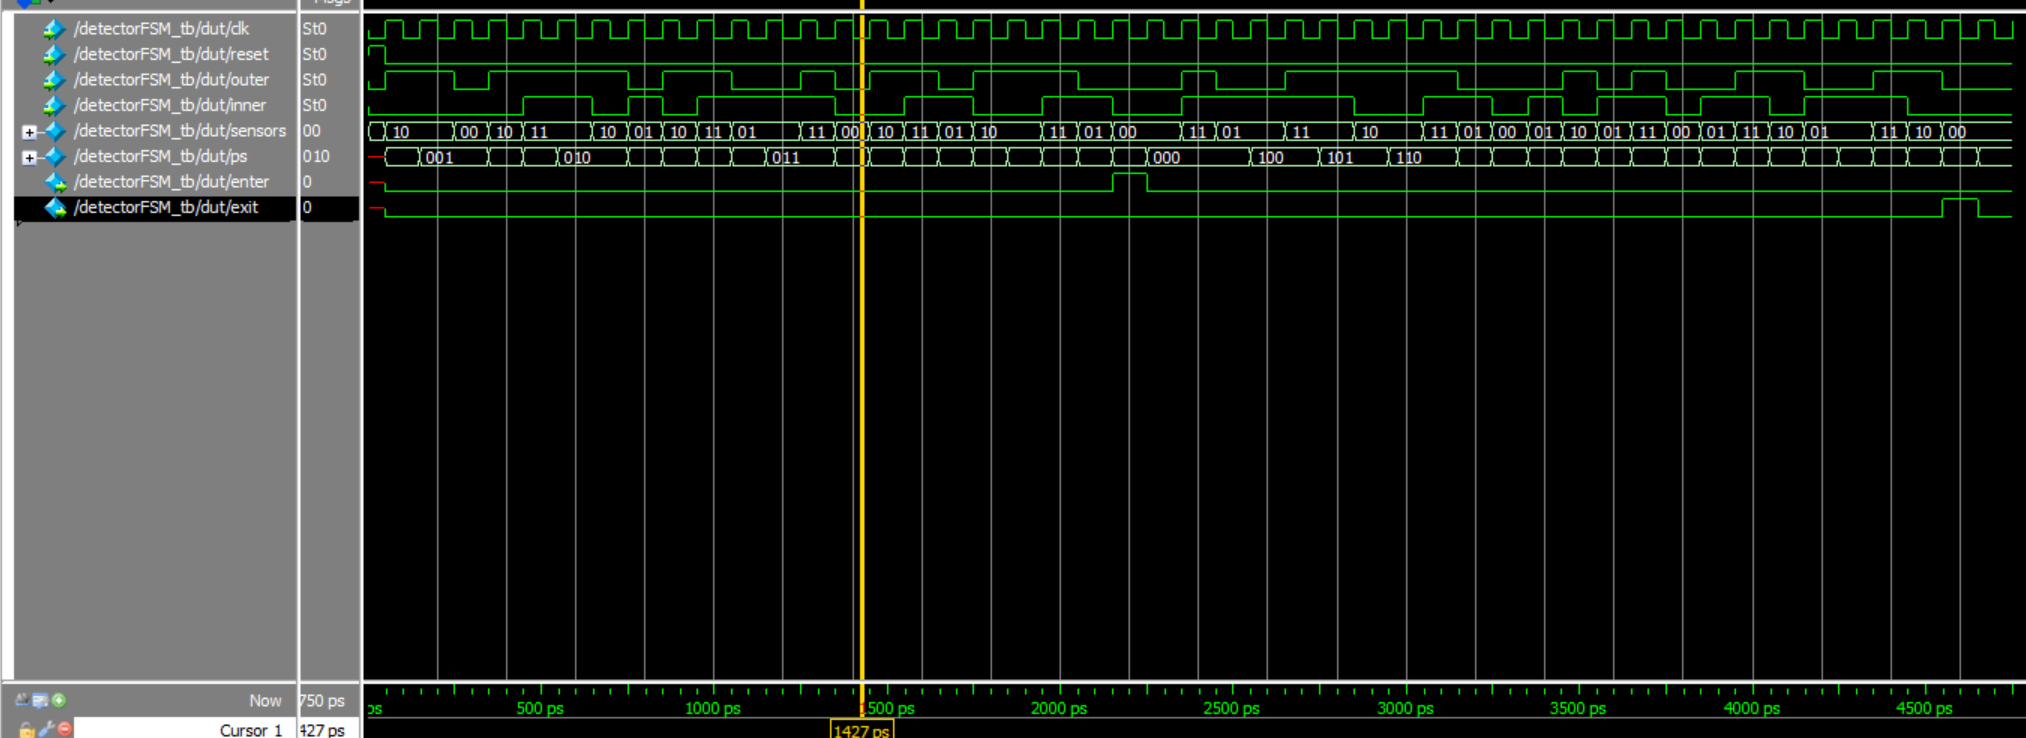 Msgs
/detectorFSM_tb/dut/clk St0
/detectorFSM_tb/dut/reset St0
/detectorFSM_tb/dut/outer St0
/detectorFSM_tb/dut/inner St0
/detectorFSM_tb/dut/sensors 00 10 00 10 11 10 01 10 11 01 11 00 10 11 01 10 11 01 00 11 01 11 10 11 01 00 01 10 01 11 00 01 11 10 01 11 10 00
/detectorFSM_tb/dut/ps 010 001 010 011 000 100 101 110
/detectorFSM_tb/dut/enter 0
/detectorFSM_tb/dut/exit 0
Now 750 ps ps 500 ps 1000 ps 1500 ps 2000 ps 2500 ps 3000 ps 3500 ps 4000 ps 4500 ps
Cursor 1 427 ps 1427 ps